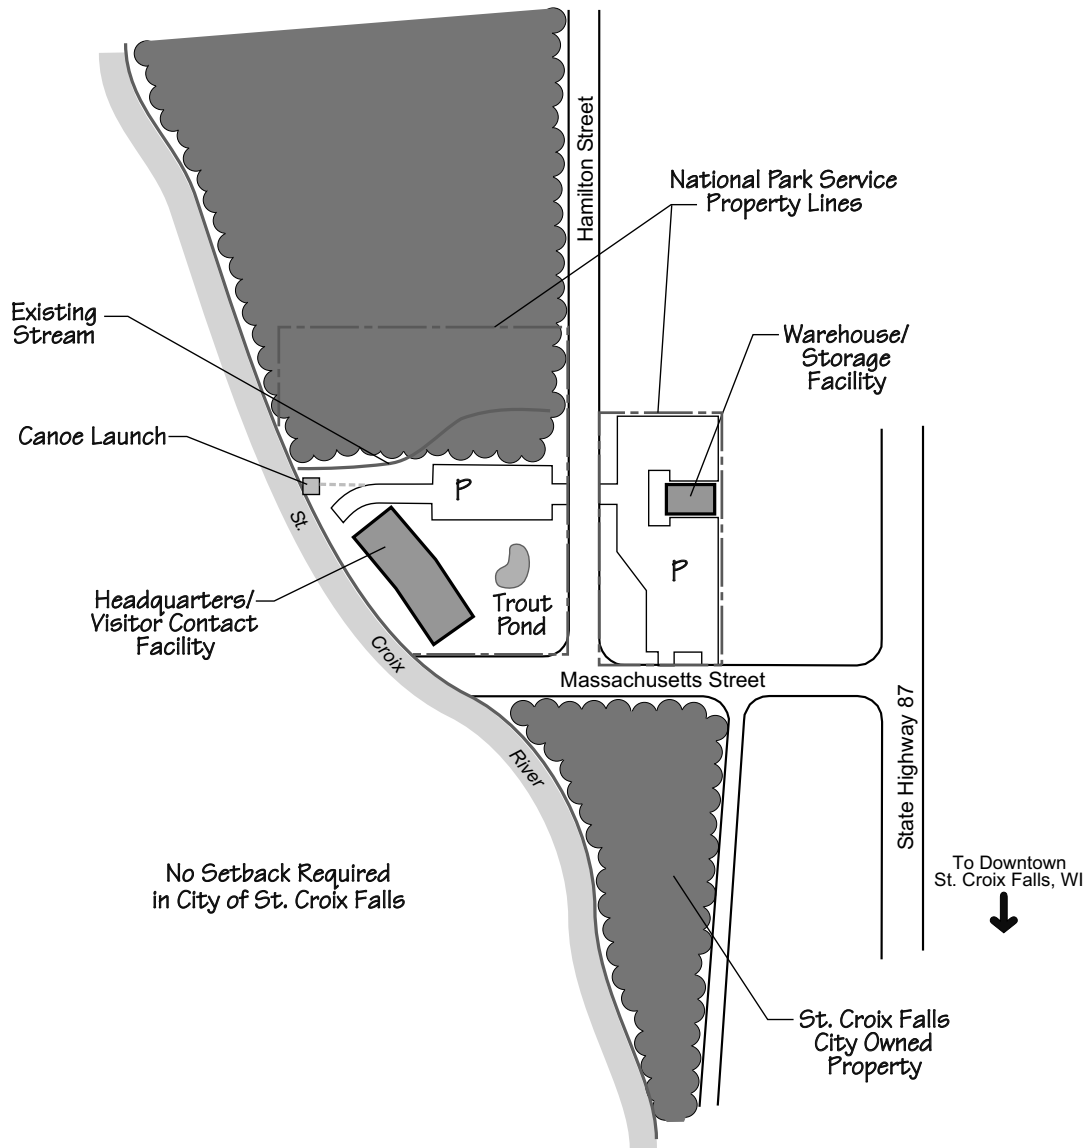 Hamilton Street
National Park Service
Property Lines
Existing
Stream
Warehouse/
Storage
Facility
Canoe Launch
P
St.
P
Headquarters/
Visitor Contact
Facility
Trout
Pond
Croix
Massachusetts Street
River
State Highway 87
No Setback Required
in City of St. Croix Falls
To Downtown
St. Croix Falls, WI
St. Croix Falls
City Owned
Property